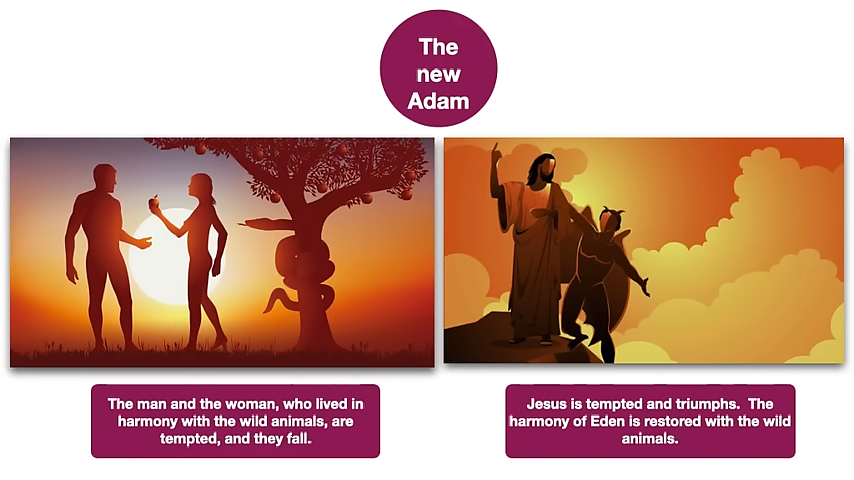 The
new
Adam
The man and the woman, who lived in
harmony with the wild animals, are
tempted, and they fall.
Jesus is tempted and triumphs.  The
harmony of Eden is restored with the wild
animals.